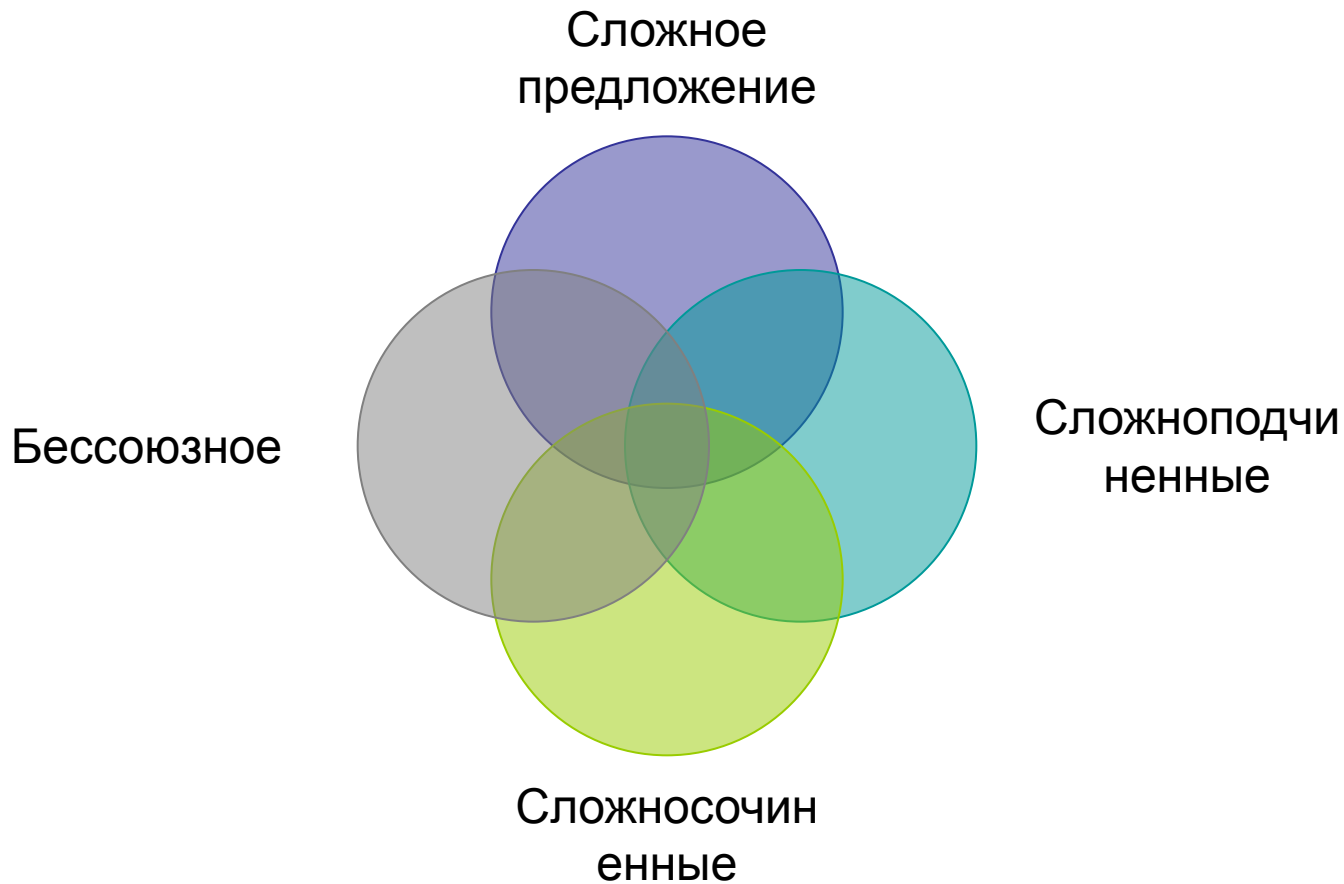 Сложное
предложение
Бессоюзное
Сложноподчи
ненные
Сложносочин
енные